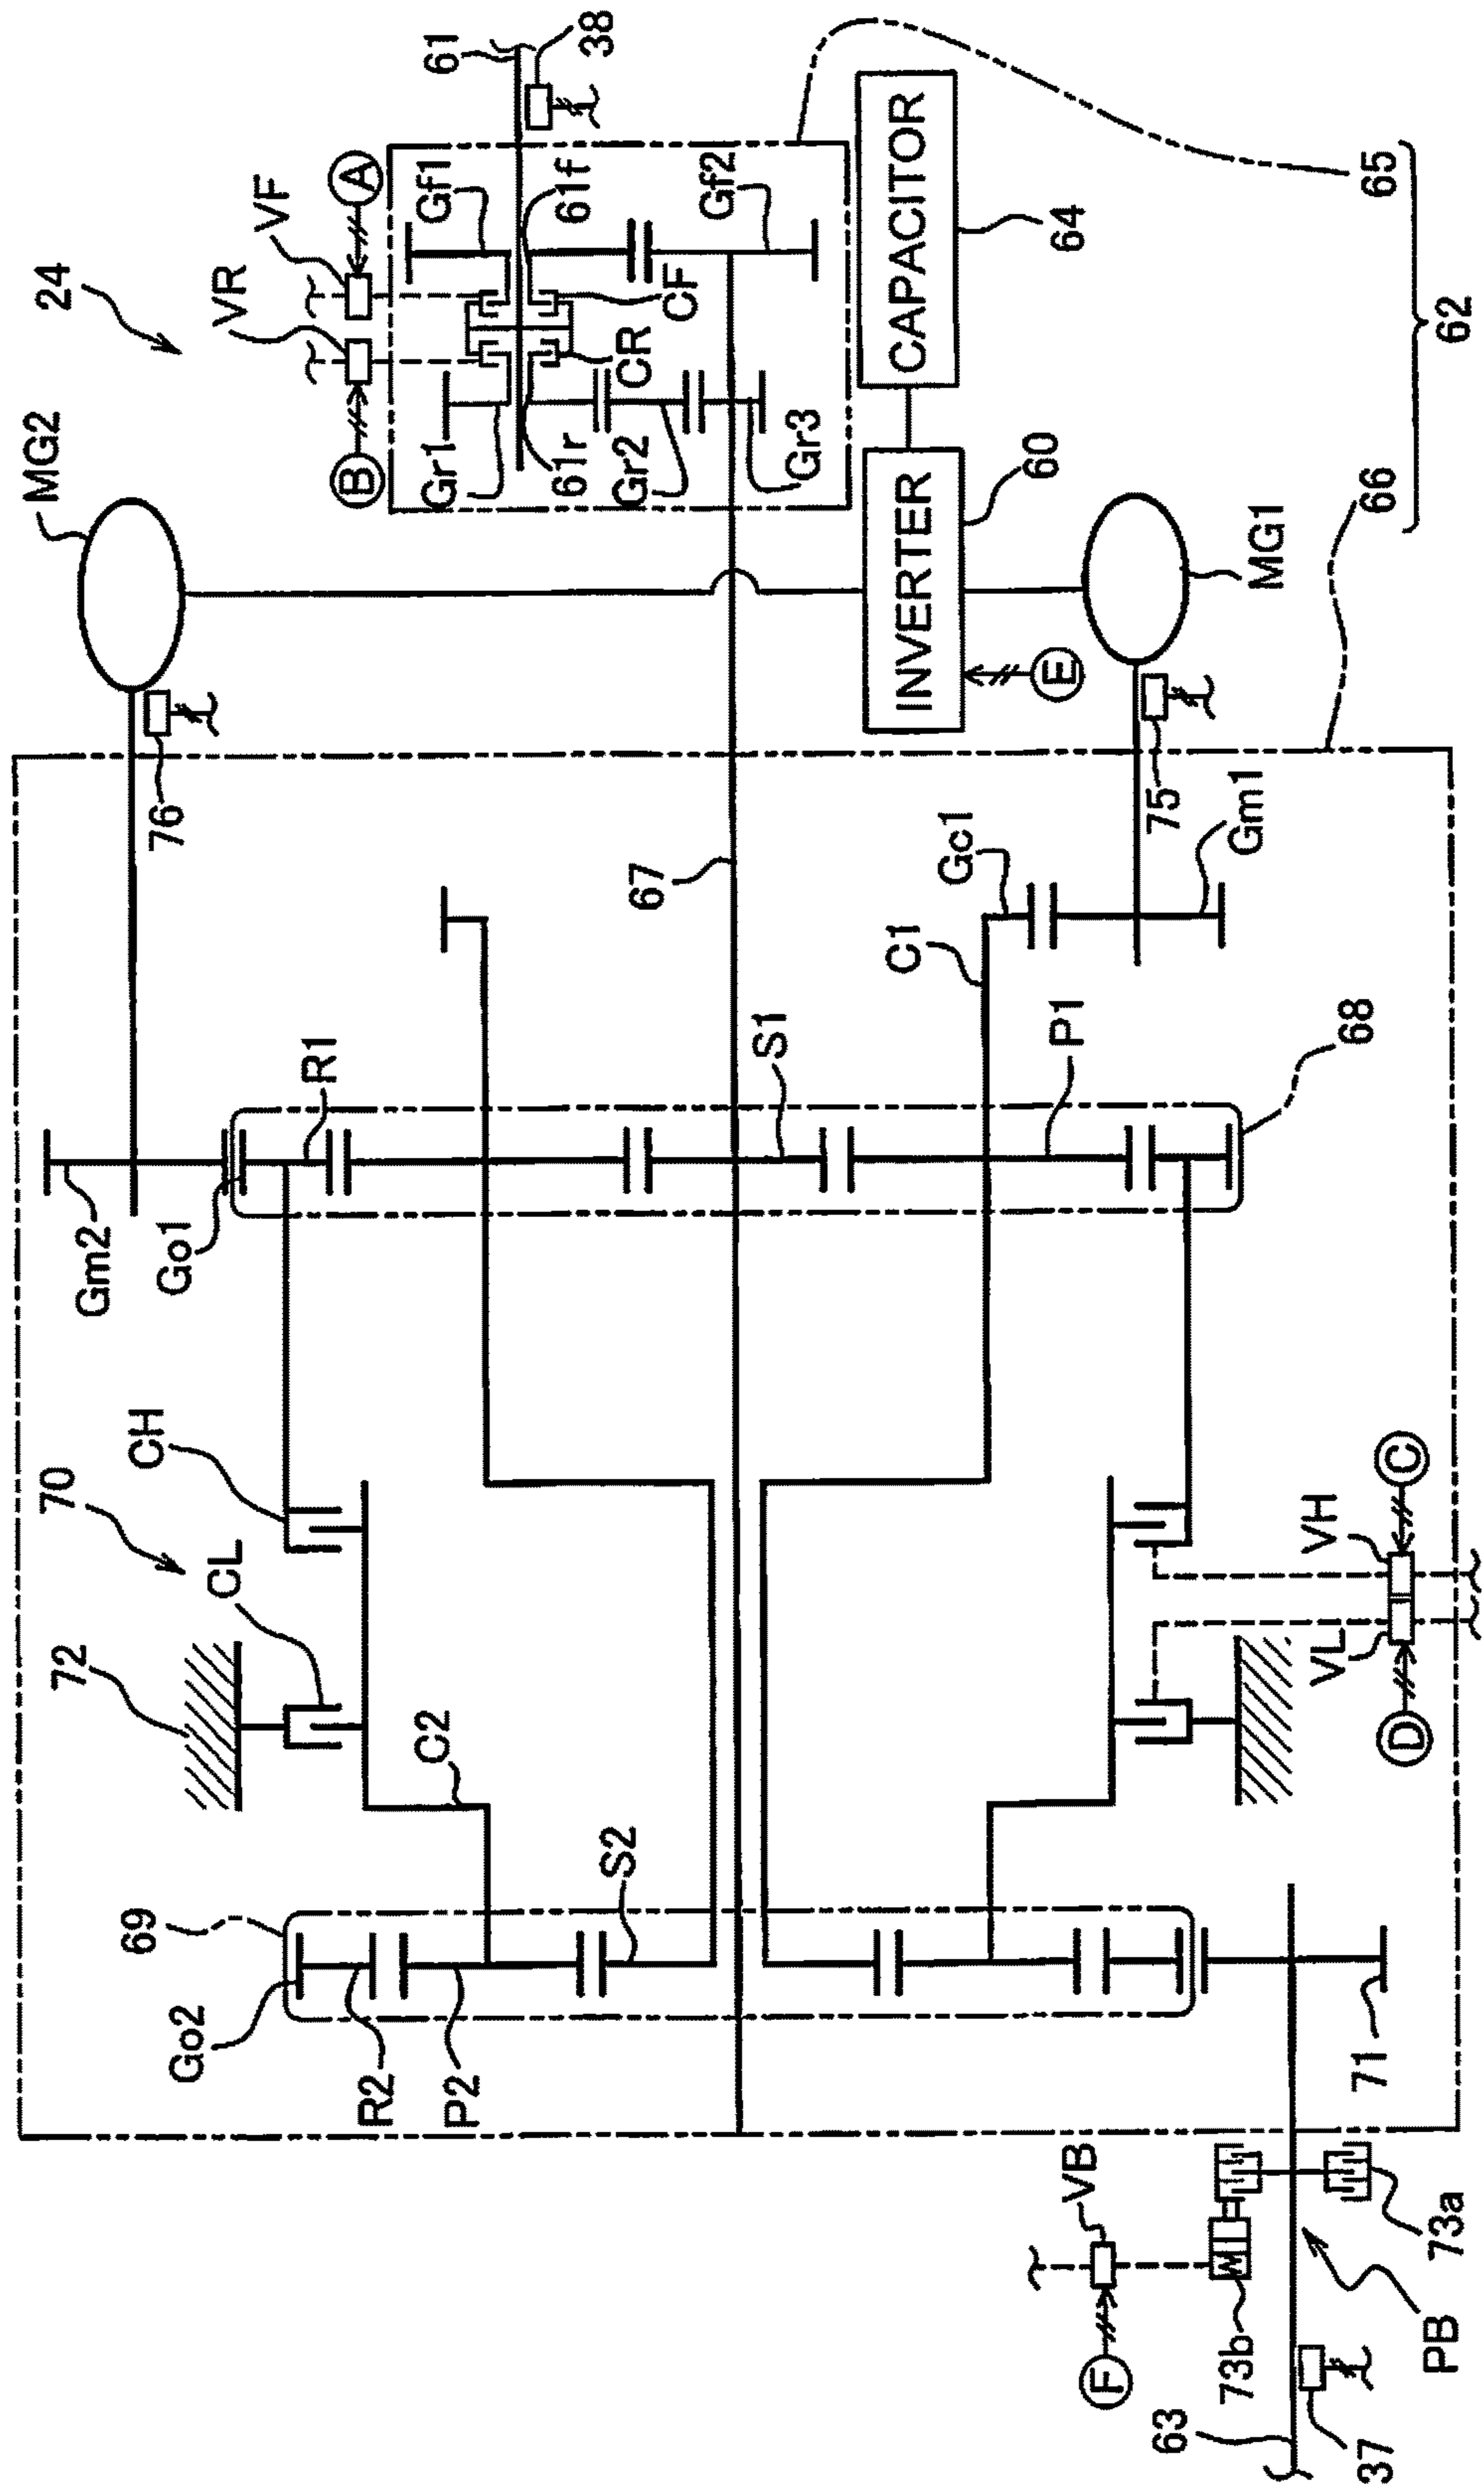 24
61
38
VF
A
VR
B
Gf1
61f
Gf2
CF
CR
Gr1
61r
Gr2
Gr3
CAPACITOR
64
65
62
66
MG2
INVERTER
60
E
MG1
76
75
67
Gc1
Gm1
C1
P1
68
S1
R1
Gm2
Go1
CH
70
CL
72
C2
S2
69
Go2
R2
P2
VH
C
VL
D
71
VB
F
73b
73a
PB
63
37